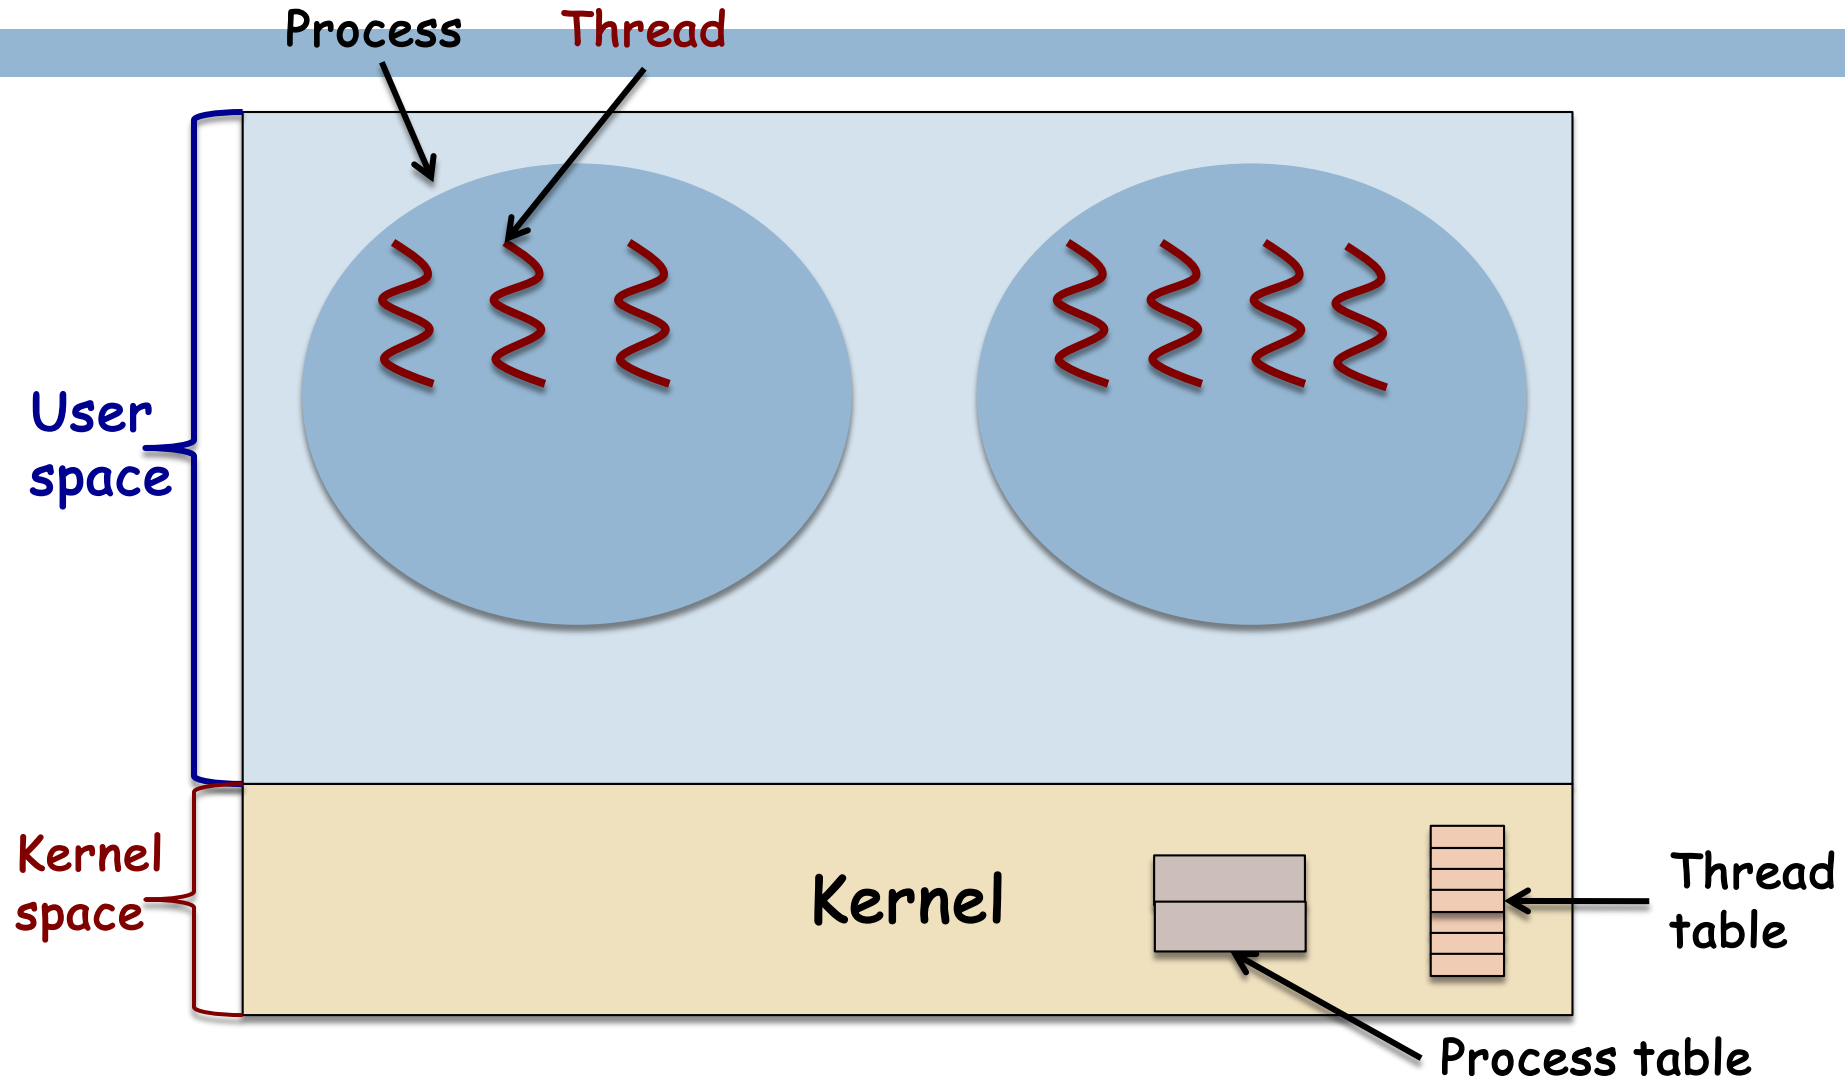 Process
Thread
User
space
Kernel
space
Kernel
Thread
table
Process table